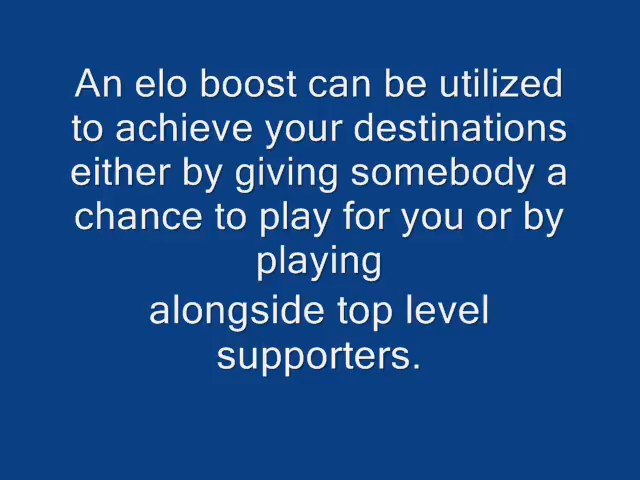 An elo boost can be utilized
to achieve your destinations
either by giving somebody a
chance to play for you or by
playing
alongside top level
supporters.